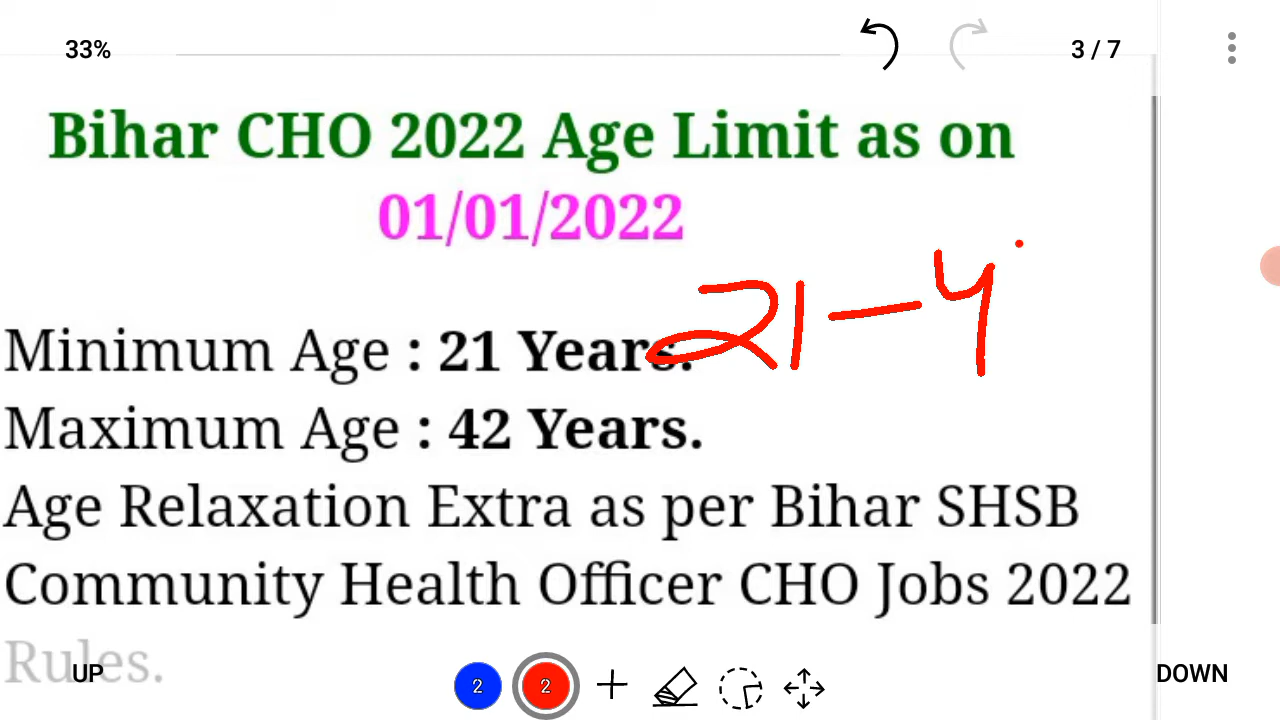 33%
3 / 7
Bihar CHO 2022 Age Limit as on
01/01/2022
21-4
Minimum Age : 21 Years.
Maximum Age : 42 Years.
Age Relaxation Extra as per Bihar SHSB
Community Health Officer CHO Jobs 2022
Rules.
UP
2
2
DOWN